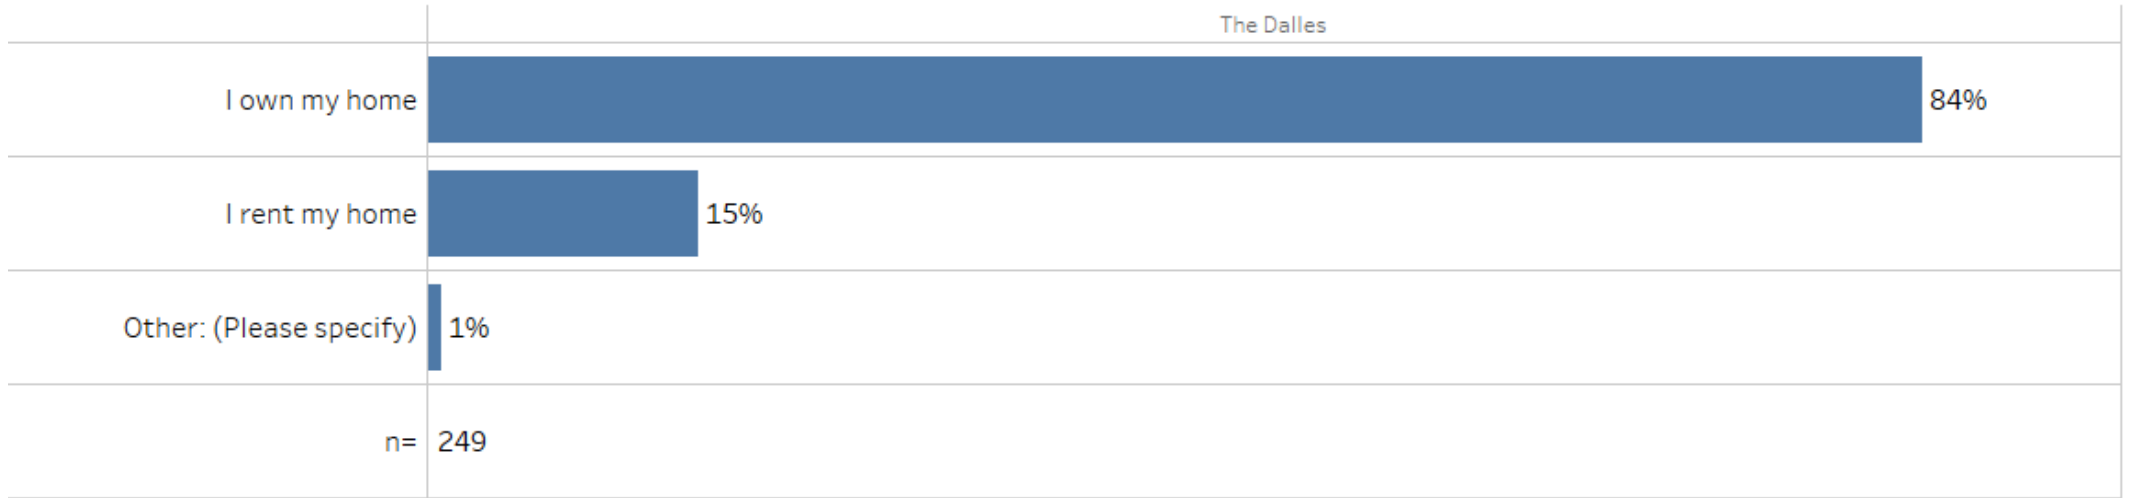 The Dalles
I own my home 84%
I rent my home 15%
Other: (Please specify) 1%
n= 249